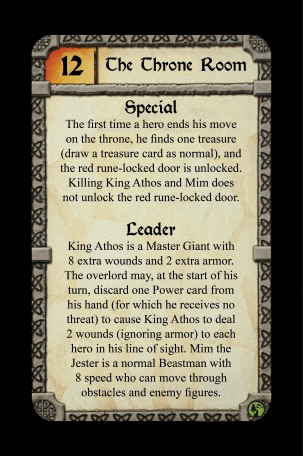 12 The Throne Room
Special
The first time a hero ends his move
on the throne, he finds one treasure
(draw a treasure card as normal), and
the red rune-locked door is unlocked.
Killing King Athos and Mim does
not unlock the red rune-locked door.
Leader
King Athos is a Master Giant with
8 extra wounds and 2 extra armor.
The overlord may, at the start of his
turn, discard one Power card from
his hand (for which he receives no
threat) to cause King Athos to deal
2 wounds (ignoring armor) to each
hero in his line of sight. Mim the
Jester is a normal Beastman with
8 speed who can move through
obstacles and enemy figures.